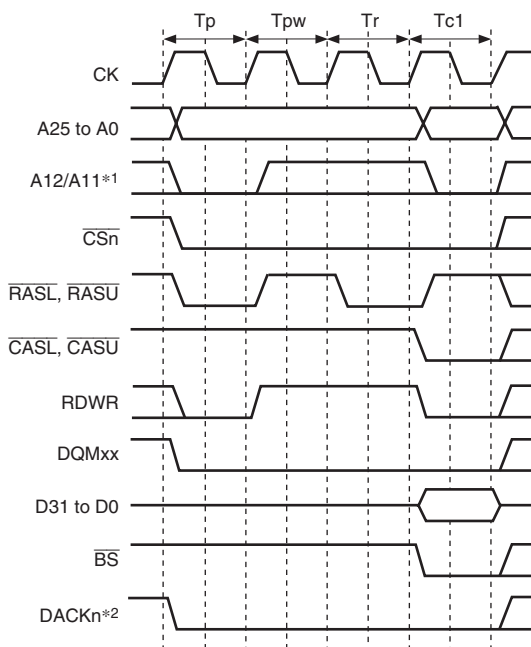 Tp Tpw Tr Tc1
CK
A25 to A0
A12/A11*1
CSn
RASL, RASU
CASL, CASU
RDWR
DQMxx
D31 to D0
BS
DACKn*2